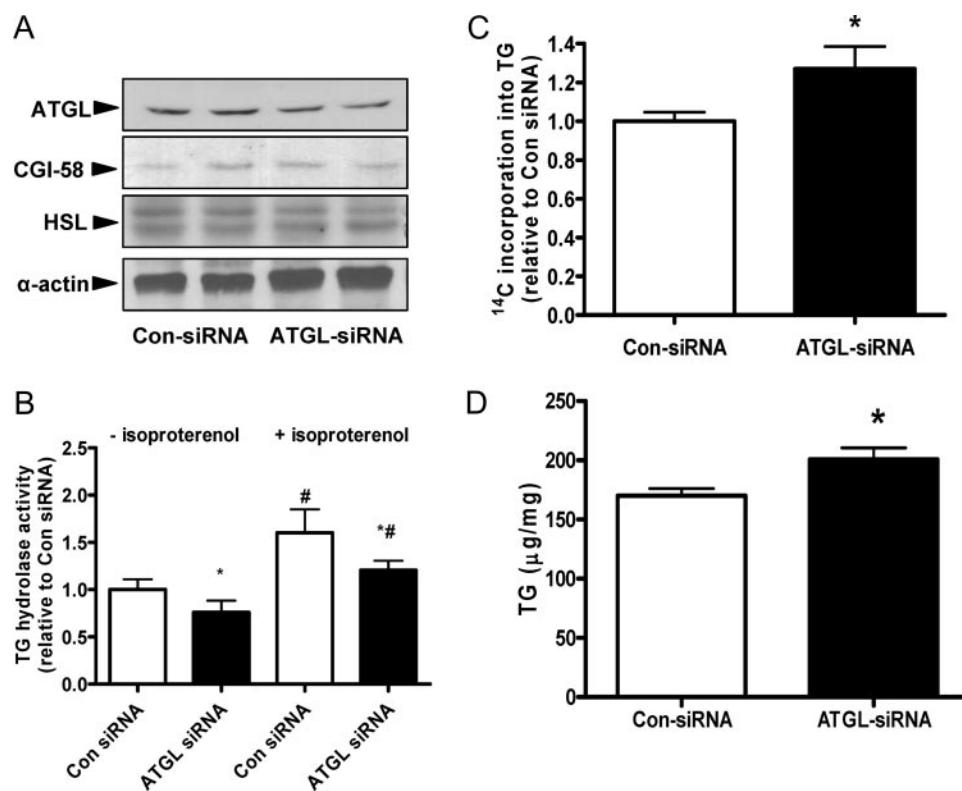 A
ATGL
CGI-58
HSL
α-actin
Con-siRNA ATGL-siRNA
B
- isoproterenol + isoproterenol
TG hydrolase activity
(relative to Con siRNA)
2.5
2.0
1.5
1.0
0.5
0.0
*
#
*#
Con siRNA
ATGL siRNA
Con siRNA
ATGL siRNA
C
¹⁴C incorporation into TG
(relative to Con siRNA)
1.4
1.2
1.0
0.8
0.6
0.4
0.2
0.0
*
Con-siRNA ATGL-siRNA
D
TG (µg/mg)
250
200
150
100
50
0
*
Con-siRNA ATGL-siRNA